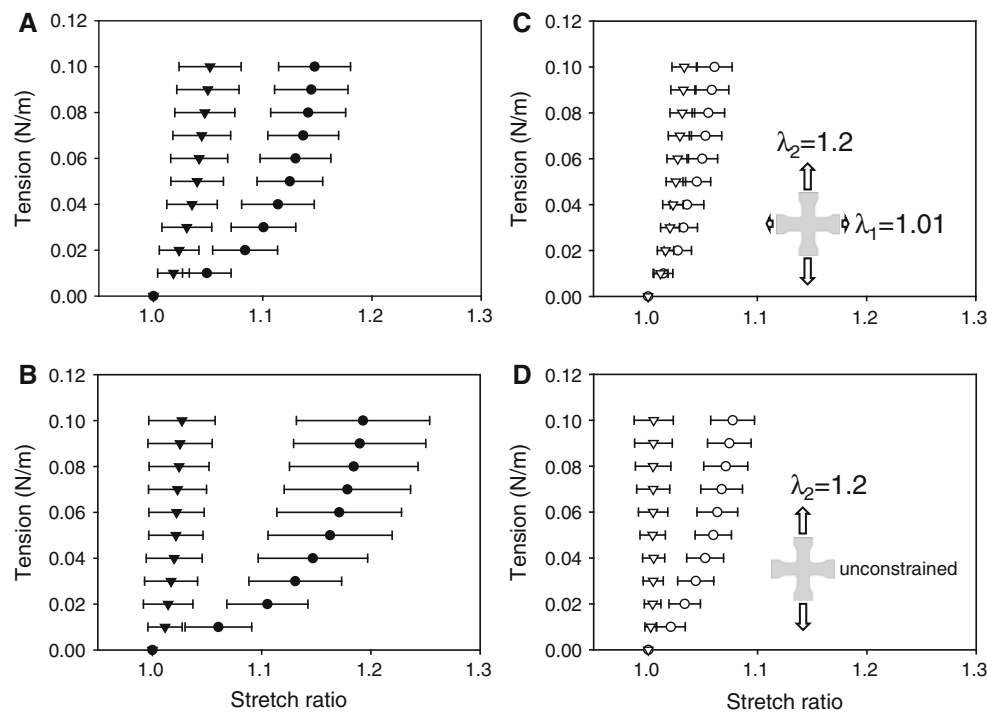 A
Tension (N/m)
0.12
0.10
0.08
0.06
0.04
0.02
0.00
1.0 1.1 1.2 1.3
C
Tension (N/m)
0.12
0.10
0.08
0.06
0.04
0.02
0.00
λ2=1.2
λ1=1.01
1.0 1.1 1.2 1.3
B
Tension (N/m)
0.12
0.10
0.08
0.06
0.04
0.02
0.00
1.0 1.1 1.2 1.3
Stretch ratio
D
Tension (N/m)
0.12
0.10
0.08
0.06
0.04
0.02
0.00
λ2=1.2
unconstrained
1.0 1.1 1.2 1.3
Stretch ratio